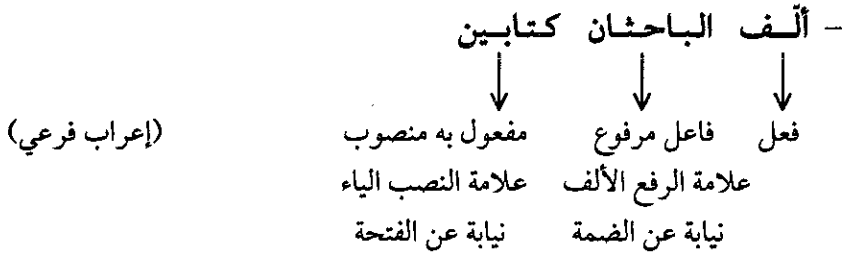 – ألّف الباحثان كتابين
فعل فاعل مرفوع مفعول به منصوب (إعراب فرعي)
علامة الرفع الألف علامة النصب الياء
نيابة عن الضمة نيابة عن الفتحة